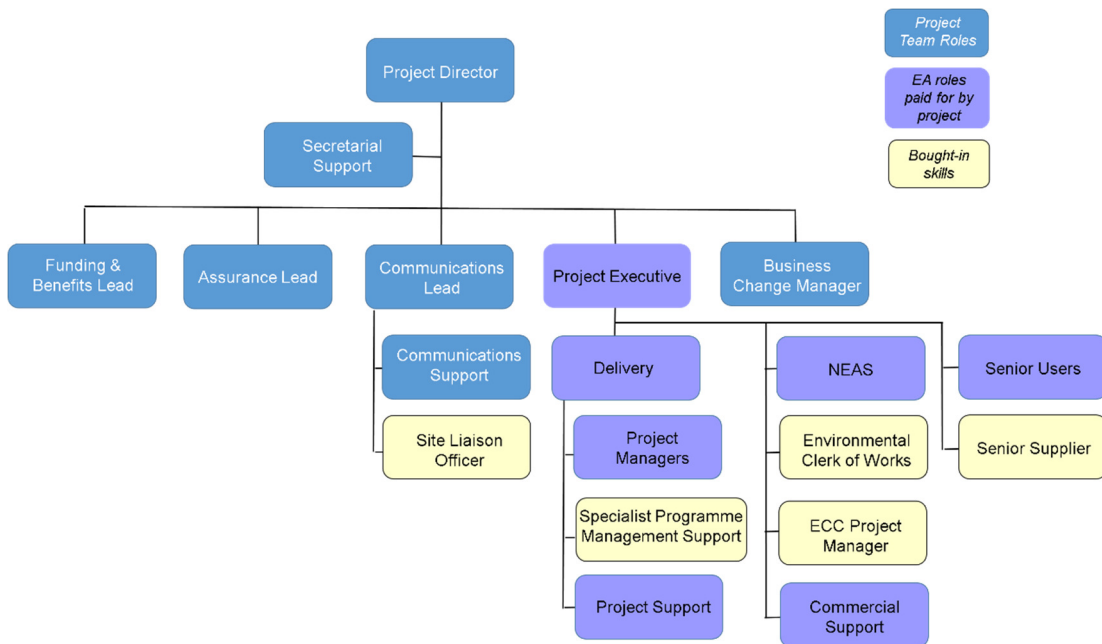 Project
Team Roles
Project Director
EA roles
paid for by
project
Secretarial
Support
Bought-in
skills
Funding &
Benefits Lead
Assurance Lead
Communications
Lead
Project Executive
Business
Change Manager
Communications
Support
Delivery
NEAS
Senior Users
Site Liaison
Officer
Project
Managers
Environmental
Clerk of Works
Senior Supplier
Specialist Programme
Management Support
ECC Project
Manager
Project Support
Commercial
Support